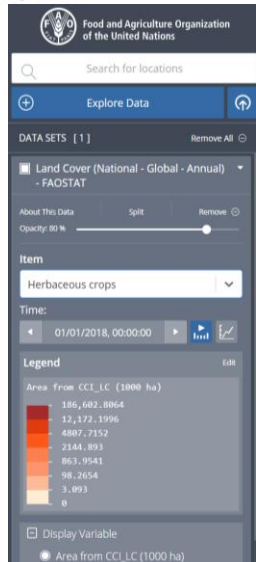 Food and Agriculture Organization
of the United Nations
Search for locations
Explore Data
DATA SETS [ 1 ] Remove All
Land Cover (National - Global - Annual)
- FAOSTAT
About This Data Split Remove
Opacity: 80 %
Item
Herbaceous crops
Time:
01/01/2018, 00:00:00
Legend Edit
Area from CCI_LC (1000 ha)
186,602.8064
12,172.1996
4807.7152
2144.893
863.9541
98.2654
3.093
0
Display Variable
Area from CCI_LC (1000 ha)